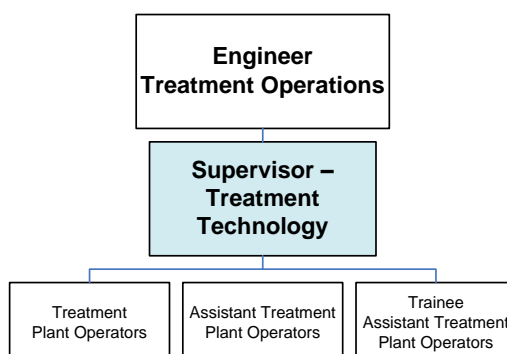 Engineer
Treatment Operations
Supervisor –
Treatment
Technology
Treatment
Plant Operators
Assistant Treatment
Plant Operators
Trainee
Assistant Treatment
Plant Operators